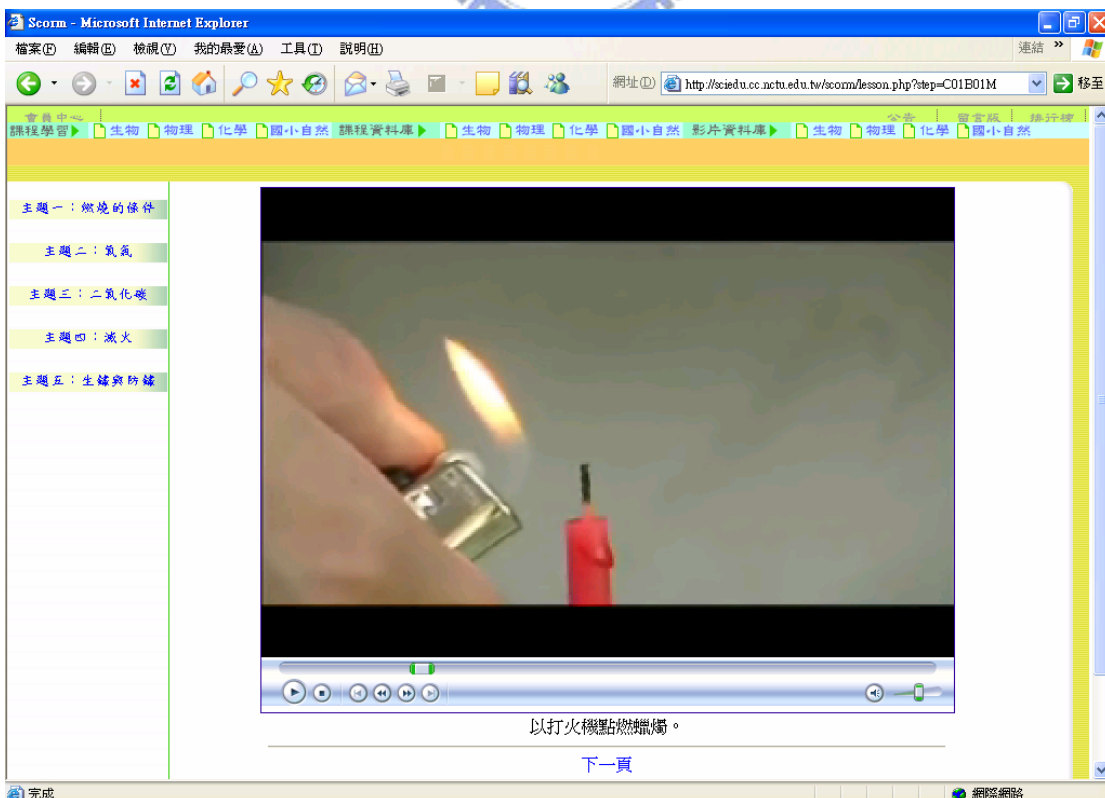 Scorm - Microsoft Internet Explorer
檔案(F) 編輯(E) 檢視(V) 我的最愛(A) 工具(T) 說明(H) 連結 »
網址(D) http://sciedu.cc.nctu.edu.tw/scorm/lesson.php?step=C01B01M 移至
會員中心 公告 留言版 排行榜
課程學習 生物 物理 化學 國小自然 課程資料庫 生物 物理 化學 國小自然 影片資料庫 生物 物理 化學 國小自然
主題一：燃燒的條件
主題二：氧氣
主題三：二氧化碳
主題四：滅火
主題五：生鏽與防鏽
以打火機點燃蠟燭。
下一頁
完成 網際網路